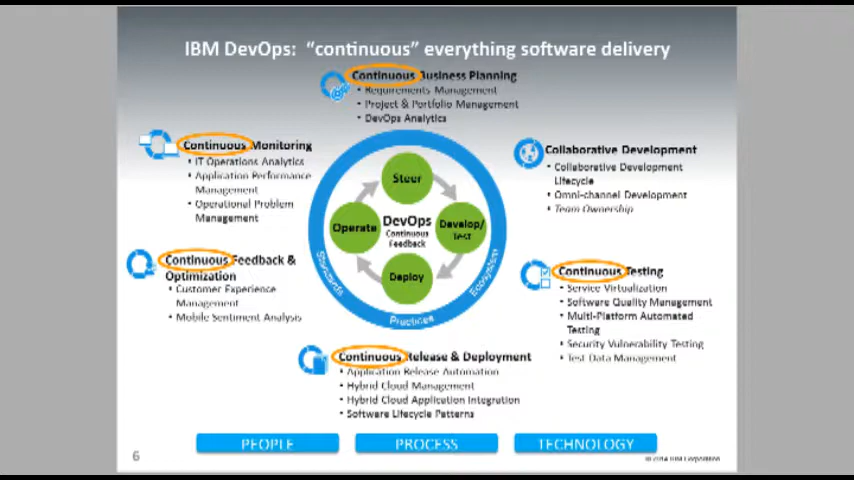 IBM DevOps: “continuous” everything software delivery
Continuous Business Planning
• Requirements Management
• Project & Portfolio Management
• DevOps Analytics
Continuous Monitoring
• IT Operations Analytics
• Application Performance
Management
• Operational Problem
Management
Collaborative Development
• Collaborative Development
Lifecycle
• Omni-channel Development
• Team Ownership
Steer
Operate
DevOps
Continuous
Feedback
Develop/
Test
Deploy
Standards
Practices
Ecosystem
Continuous Feedback &
Optimization
• Customer Experience
Management
• Mobile Sentiment Analysis
Continuous Testing
• Service Virtualization
• Software Quality Management
• Multi-Platform Automated
Testing
• Security Vulnerability Testing
• Test Data Management
Continuous Release & Deployment
• Application Release Automation
• Hybrid Cloud Management
• Hybrid Cloud Application Integration
• Software Lifecycle Patterns
PEOPLE
PROCESS
TECHNOLOGY
6
© 2014 IBM Corporation